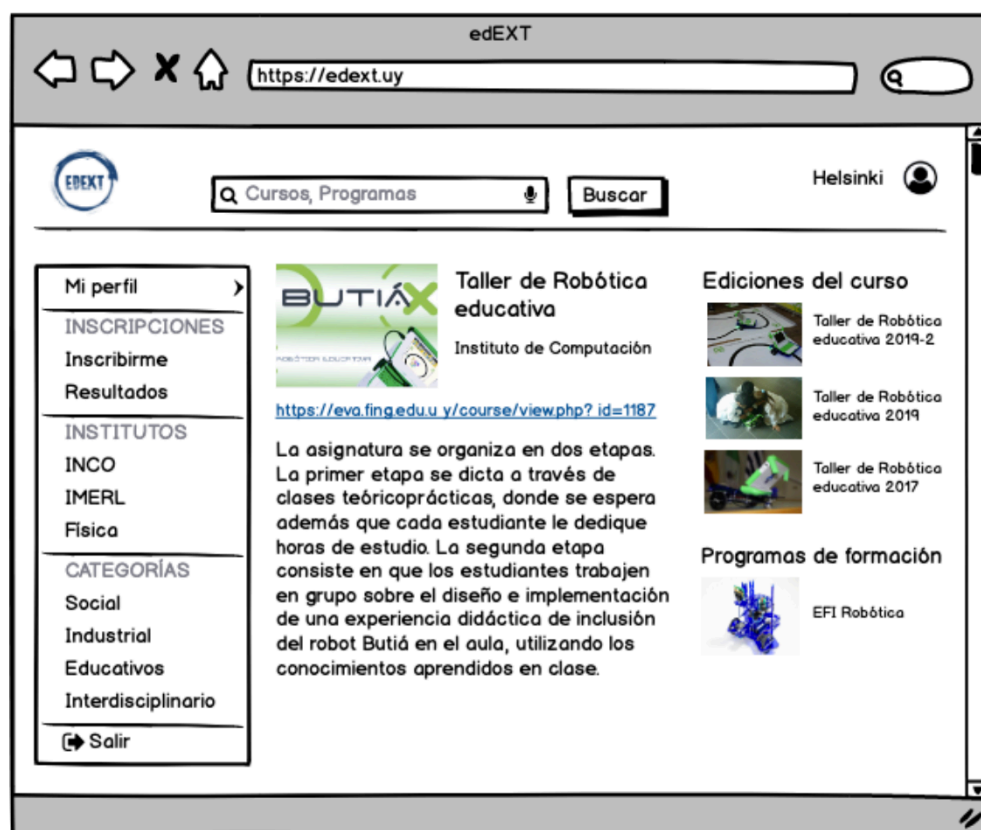 edEXT
https://edext.uy
EDEXT
Cursos, Programas
Buscar
Helsinki
Mi perfil
INSCRIPCIONES
Inscribirme
Resultados
INSTITUTOS
INCO
IMERL
Física
CATEGORÍAS
Social
Industrial
Educativos
Interdisciplinario
Salir
BUTIÁ
ROBÓTICA EDUCATIVA
Taller de Robótica
educativa
Instituto de Computación
https://eva.fing.edu.u y/course/view.php? id=1187
La asignatura se organiza en dos etapas.
La primer etapa se dicta a través de
clases teóricoprácticas, donde se espera
además que cada estudiante le dedique
horas de estudio. La segunda etapa
consiste en que los estudiantes trabajen
en grupo sobre el diseño e implementación
de una experiencia didáctica de inclusión
del robot Butiá en el aula, utilizando los
conocimientos aprendidos en clase.
Ediciones del curso
Taller de Robótica
educativa 2019-2
Taller de Robótica
educativa 2019
Taller de Robótica
educativa 2017
Programas de formación
EFI Robótica